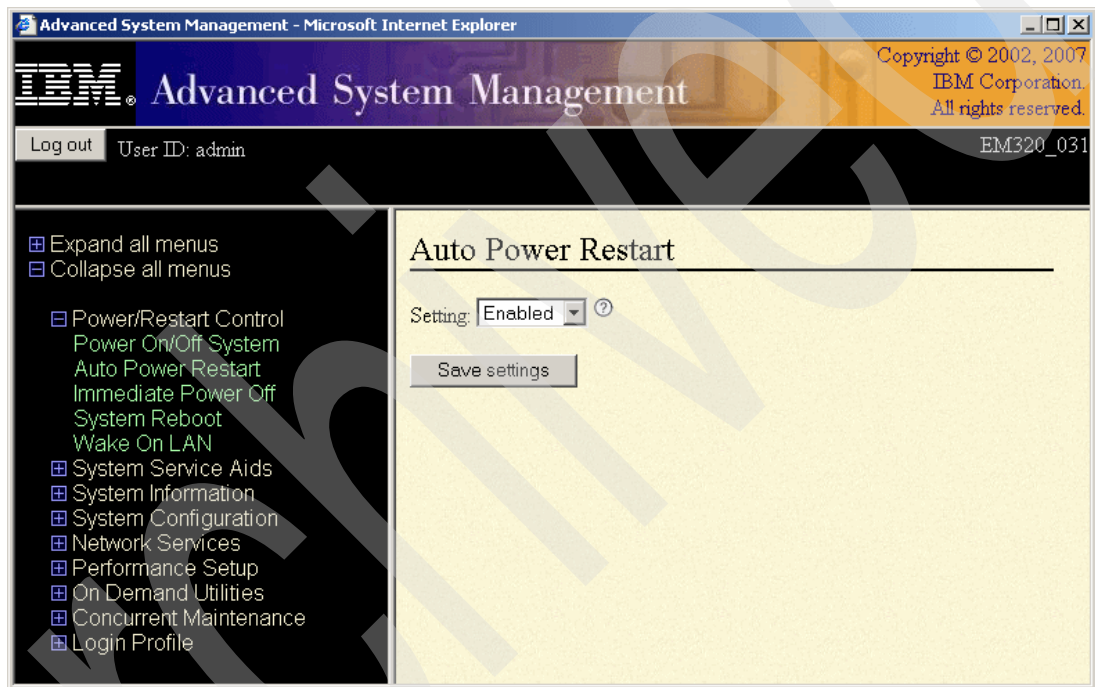 Advanced System Management - Microsoft Internet Explorer
IBM® Advanced System Management
Copyright © 2002, 2007
IBM Corporation.
All rights reserved.
Log out User ID: admin EM320_031
Expand all menus
Collapse all menus
Power/Restart Control
Power On/Off System
Auto Power Restart
Immediate Power Off
System Reboot
Wake On LAN
System Service Aids
System Information
System Configuration
Network Services
Performance Setup
On Demand Utilities
Concurrent Maintenance
Login Profile
Auto Power Restart
Setting: Enabled ?
Save settings